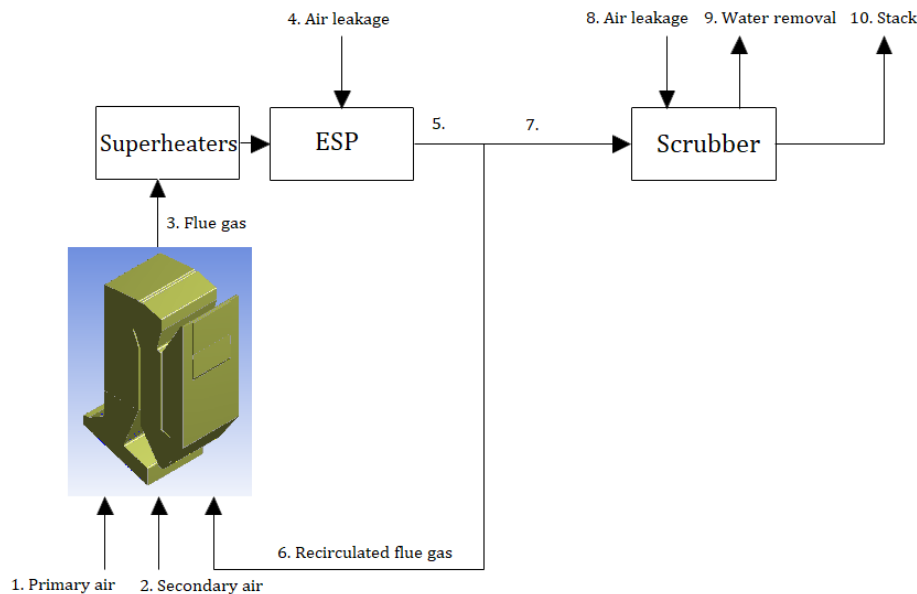 4. Air leakage
8. Air leakage 9. Water removal 10. Stack
Superheaters
ESP
5.
7.
Scrubber
3. Flue gas
6. Recirculated flue gas
1. Primary air 2. Secondary air